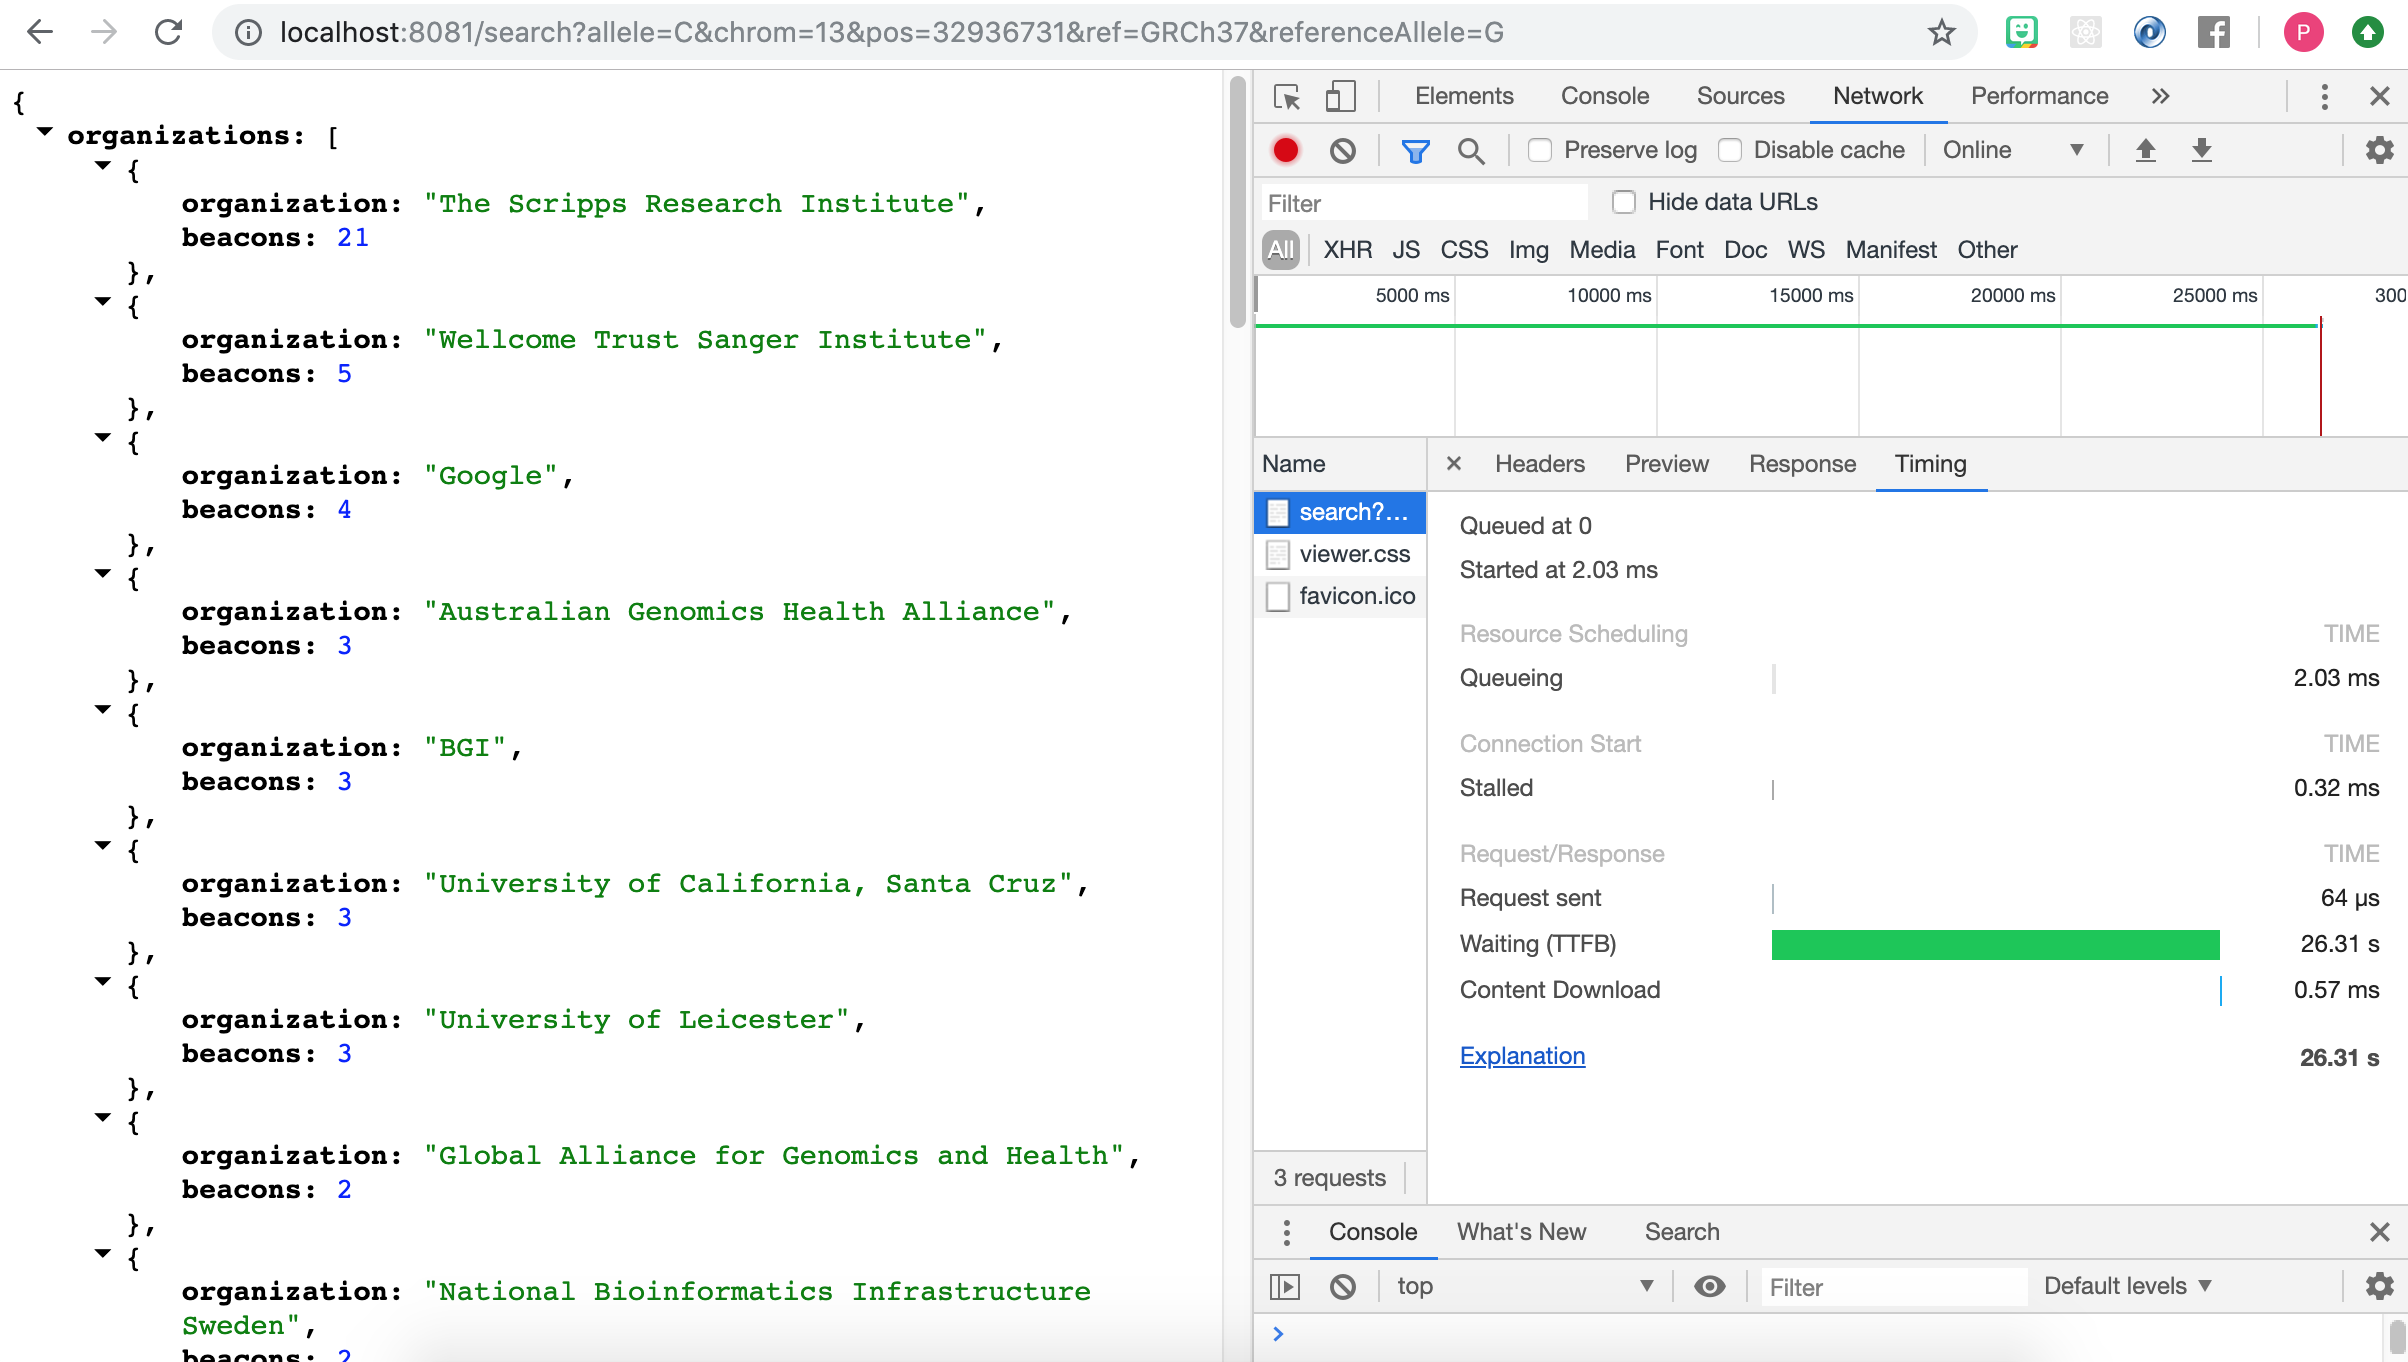 localhost:8081/search?allele=C&chrom=13&pos=32936731&ref=GRCh37&referenceAllele=G
P
{
organizations: [
{
organization: "The Scripps Research Institute",
beacons: 21
},
{
organization: "Wellcome Trust Sanger Institute",
beacons: 5
},
{
organization: "Google",
beacons: 4
},
{
organization: "Australian Genomics Health Alliance",
beacons: 3
},
{
organization: "BGI",
beacons: 3
},
{
organization: "University of California, Santa Cruz",
beacons: 3
},
{
organization: "University of Leicester",
beacons: 3
},
{
organization: "Global Alliance for Genomics and Health",
beacons: 2
},
{
organization: "National Bioinformatics Infrastructure
Sweden",
beacons: 2
Elements Console Sources Network Performance »
Preserve log Disable cache Online
Filter Hide data URLs
All XHR JS CSS Img Media Font Doc WS Manifest Other
5000 ms 10000 ms 15000 ms 20000 ms 25000 ms 300
Name × Headers Preview Response Timing
search?...
viewer.css
favicon.ico
Queued at 0
Started at 2.03 ms
Resource Scheduling TIME
Queueing 2.03 ms
Connection Start TIME
Stalled 0.32 ms
Request/Response TIME
Request sent 64 µs
Waiting (TTFB) 26.31 s
Content Download 0.57 ms
Explanation 26.31 s
3 requests
Console What's New Search
top Filter Default levels